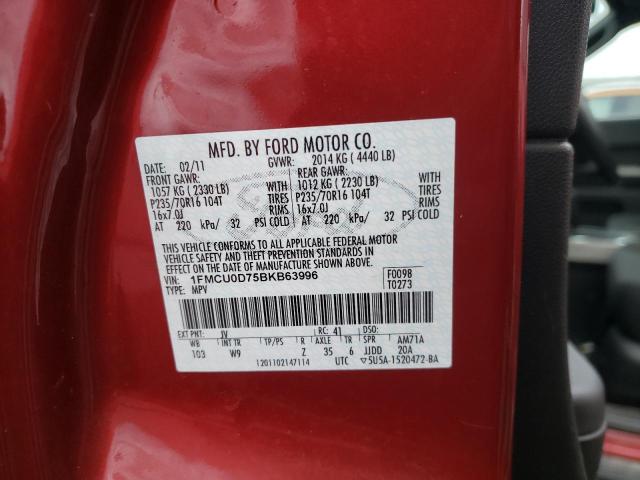 MFD. BY FORD MOTOR CO.
DATE: 02/11 GVWR: 2014 KG ( 4440 LB)
FRONT GAWR: REAR GAWR:
1057 KG ( 2330 LB) WITH 1012 KG ( 2230 LB) WITH
P235/70R16 104T TIRES P235/70R16 104T TIRES
16x7.0J RIMS 16x7.0J RIMS
AT 220 kPa/ 32 PSI COLD AT 220 kPa/ 32 PSI COLD
THIS VEHICLE CONFORMS TO ALL APPLICABLE FEDERAL MOTOR
VEHICLE SAFETY AND THEFT PREVENTION STANDARDS IN
EFFECT ON THE DATE OF MANUFACTURE SHOWN ABOVE.
VIN: 1FMCU0D75BKB63996 F0098
TYPE: MPV T0273
EXT PNT: JV RC: 41 DSO:
WB INT TR TP/PS R AXLE TR SPR AM71A
103 W9 Z 35 6 JJDD 20A
1201102147114 UTC 5U5A-1520472-BA